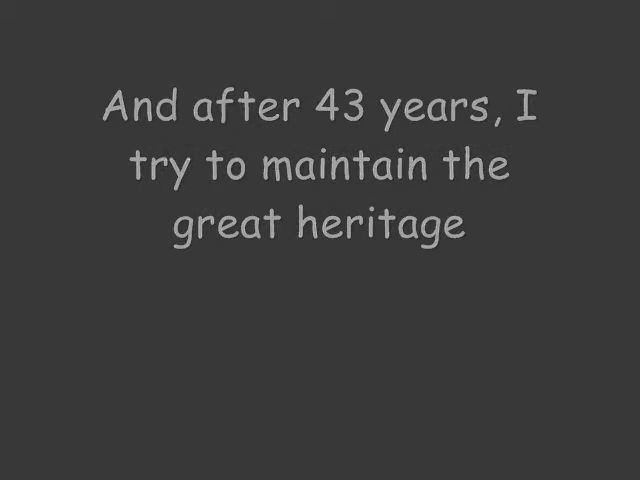 And after 43 years, I
try to maintain the
great heritage